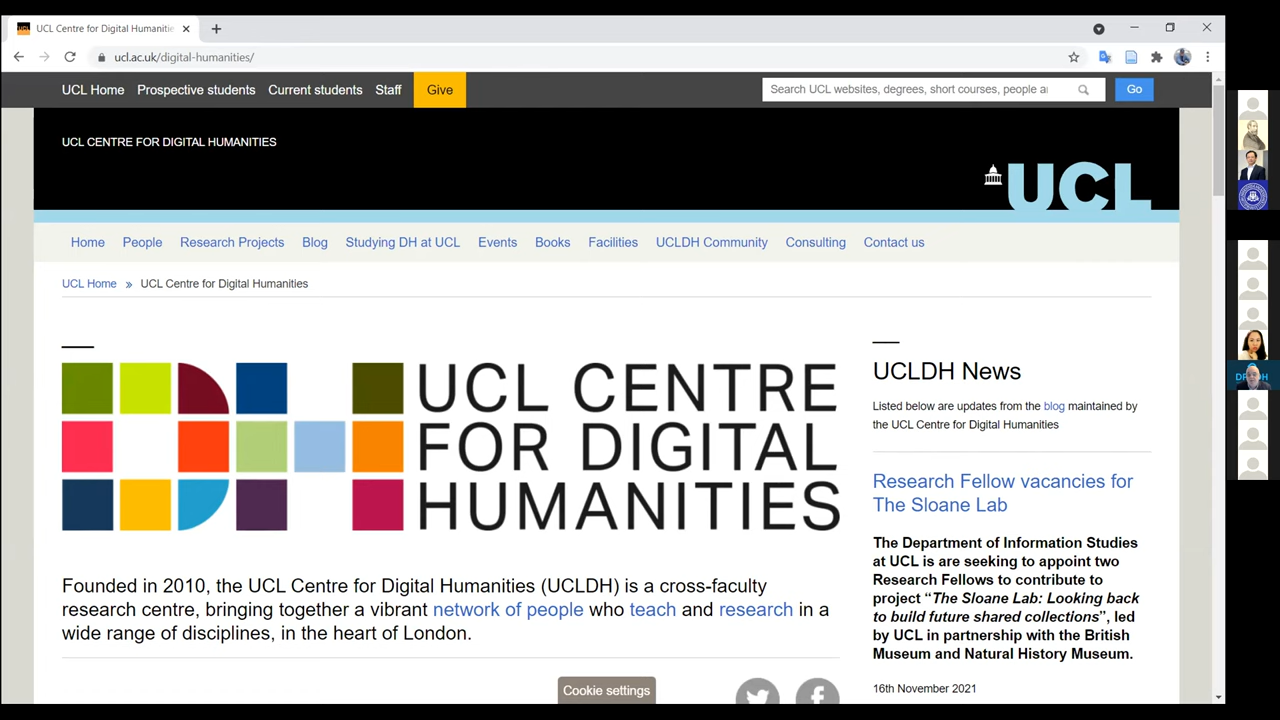 UCL Centre for Digital Humanitie
ucl.ac.uk/digital-humanities/
UCL Home Prospective students Current students Staff Give
Search UCL websites, degrees, short courses, people a
Go
UCL CENTRE FOR DIGITAL HUMANITIES
UCL
Home People Research Projects Blog Studying DH at UCL Events Books Facilities UCLDH Community Consulting Contact us
UCL Home » UCL Centre for Digital Humanities
UCL CENTRE
FOR DIGITAL
HUMANITIES
Founded in 2010, the UCL Centre for Digital Humanities (UCLDH) is a cross-faculty
research centre, bringing together a vibrant network of people who teach and research in a
wide range of disciplines, in the heart of London.
Cookie settings
UCLDH News
Listed below are updates from the blog maintained by
the UCL Centre for Digital Humanities
Research Fellow vacancies for
The Sloane Lab
The Department of Information Studies
at UCL is are seeking to appoint two
Research Fellows to contribute to
project “The Sloane Lab: Looking back
to build future shared collections”, led
by UCL in partnership with the British
Museum and Natural History Museum.
16th November 2021